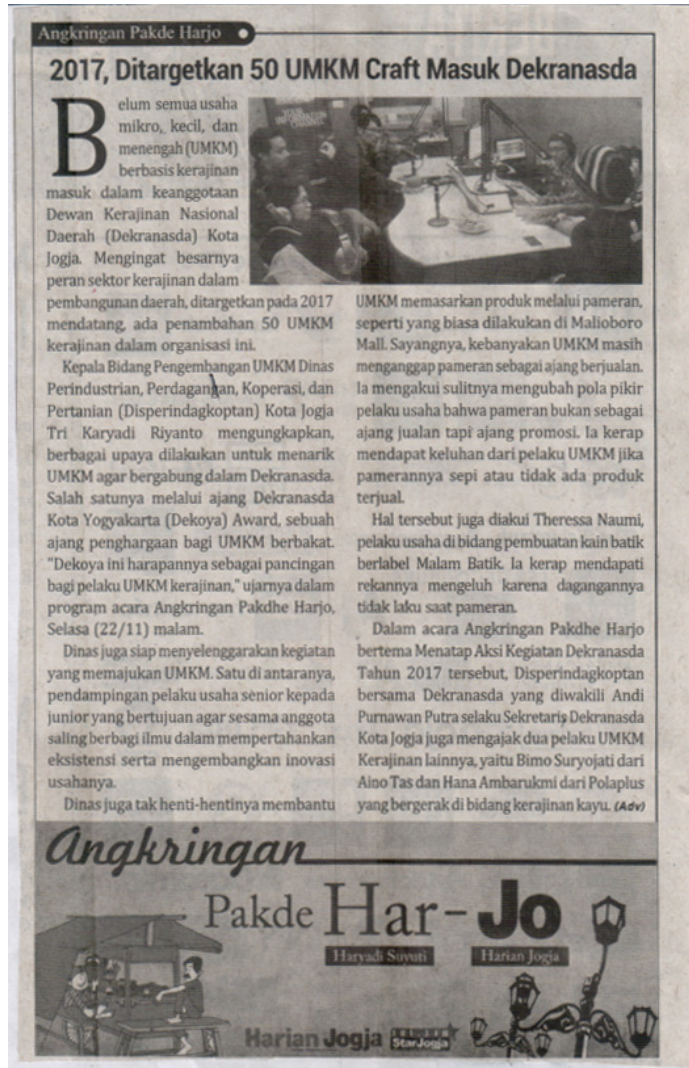 Angkringan Pakde Harjo
2017, Ditargetkan 50 UMKM Craft Masuk Dekranasda
Belum semua usaha
mikro, kecil, dan
menengah (UMKM)
berbasis kerajinan
masuk dalam keanggotaan
Dewan Kerajinan Nasional
Daerah (Dekranasda) Kota
Jogja. Mengingat besarnya
peran sektor kerajinan dalam
pembangunan daerah, ditargetkan pada 2017
mendatang, ada penambahan 50 UMKM
kerajinan dalam organisasi ini.
Kepala Bidang Pengembangan UMKM Dinas
Perindustrian, Perdagangan, Koperasi, dan
Pertanian (Disperindagkoptan) Kota Jogja
Tri Karyadi Riyanto mengungkapkan,
berbagai upaya dilakukan untuk menarik
UMKM agar bergabung dalam Dekranasda.
Salah satunya melalui ajang Dekranasda
Kota Yogyakarta (Dekoya) Award, sebuah
ajang penghargaan bagi UMKM berbakat.
"Dekoya ini harapannya sebagai pancingan
bagi pelaku UMKM kerajinan," ujarnya dalam
program acara Angkringan Pakdhe Harjo,
Selasa (22/11) malam.
Dinas juga siap menyelenggarakan kegiatan
yang memajukan UMKM. Satu di antaranya,
pendampingan pelaku usaha senior kepada
junior yang bertujuan agar sesama anggota
saling berbagi ilmu dalam mempertahankan
eksistensi serta mengembangkan inovasi
usahanya.
Dinas juga tak henti-hentinya membantu
UMKM memasarkan produk melalui pameran,
seperti yang biasa dilakukan di Malioboro
Mall. Sayangnya, kebanyakan UMKM masih
menganggap pameran sebagai ajang berjualan.
Ia mengakui sulitnya mengubah pola pikir
pelaku usaha bahwa pameran bukan sebagai
ajang jualan tapi ajang promosi. Ia kerap
mendapat keluhan dari pelaku UMKM jika
pamerannya sepi atau tidak ada produk
terjual.
Hal tersebut juga diakui Theressa Naumi,
pelaku usaha di bidang pembuatan kain batik
berlabel Malam Batik. Ia kerap mendapati
rekannya mengeluh karena dagangannya
tidak laku saat pameran.
Dalam acara Angkringan Pakdhe Harjo
bertema Menatap Aksi Kegiatan Dekranasda
Tahun 2017 tersebut, Disperindagkoptan
bersama Dekranasda yang diwakili Andi
Purnawan Putra selaku Sekretaris Dekranasda
Kota Jogja juga mengajak dua pelaku UMKM
Kerajinan lainnya, yaitu Bimo Suryojati dari
Aino Tas dan Hana Ambarukmi dari Polaplus
yang bergerak di bidang kerajinan kayu. (Adv)
Angkringan
Pakde Har-Jo
Haryadi Suyuti Harian Jogja
Harian Jogja StarJogja